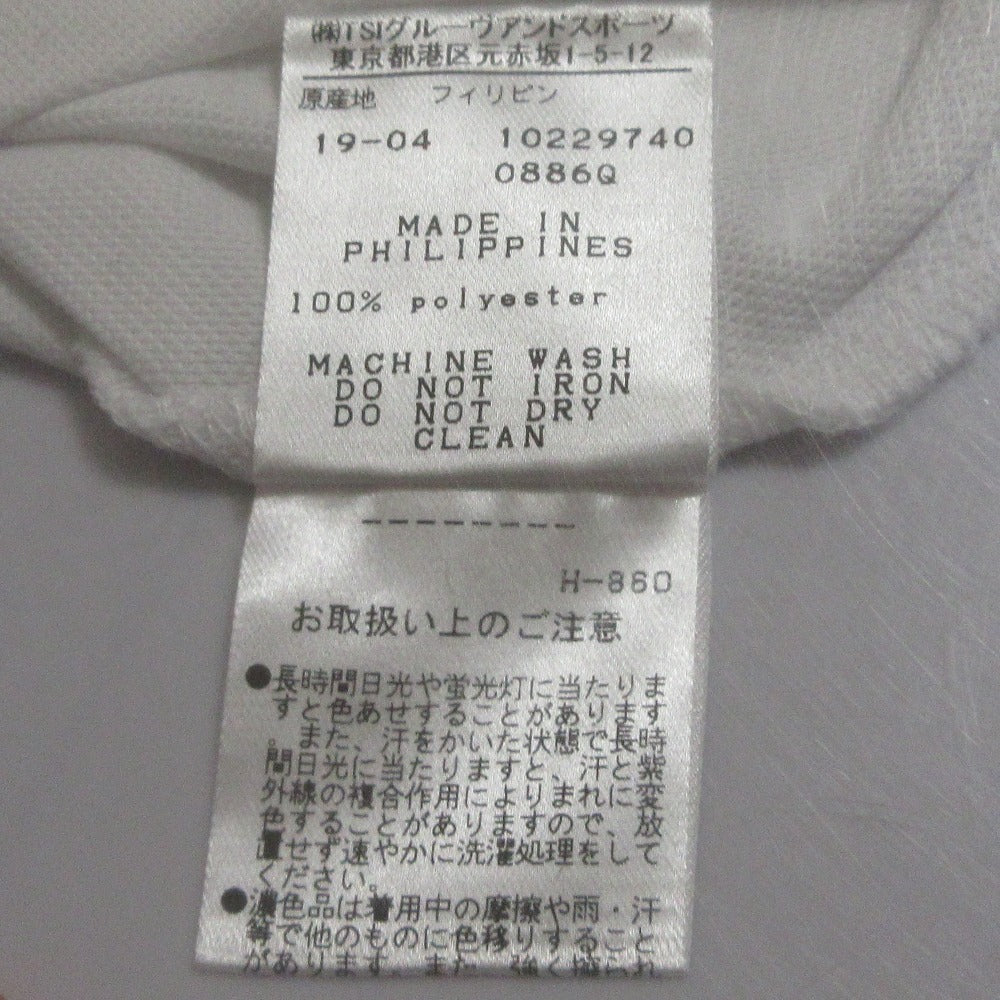 ㈱TSIグルーヴアンドスポーツ
東京都港区元赤坂1-5-12
原産地 フィリピン
19-04 10229740
0886Q
MADE IN
PHILIPPINES
100% polyester
MACHINE WASH
DO NOT IRON
DO NOT DRY
CLEAN
---------
H-860
お取扱い上のご注意
●長時間日光や蛍光灯に当たりま
すと色あせすることがあります
。また、汗をかいた状態で長時
間日光に当たりますと、汗と紫
外線の複合作用によりまれに変
色することがありますので、放
置せず速やかに洗濯処理をして
ください。
●濃色品は着用中の摩擦や雨・汗
等で他のものに色移りすること
があります。また、強く擦られ